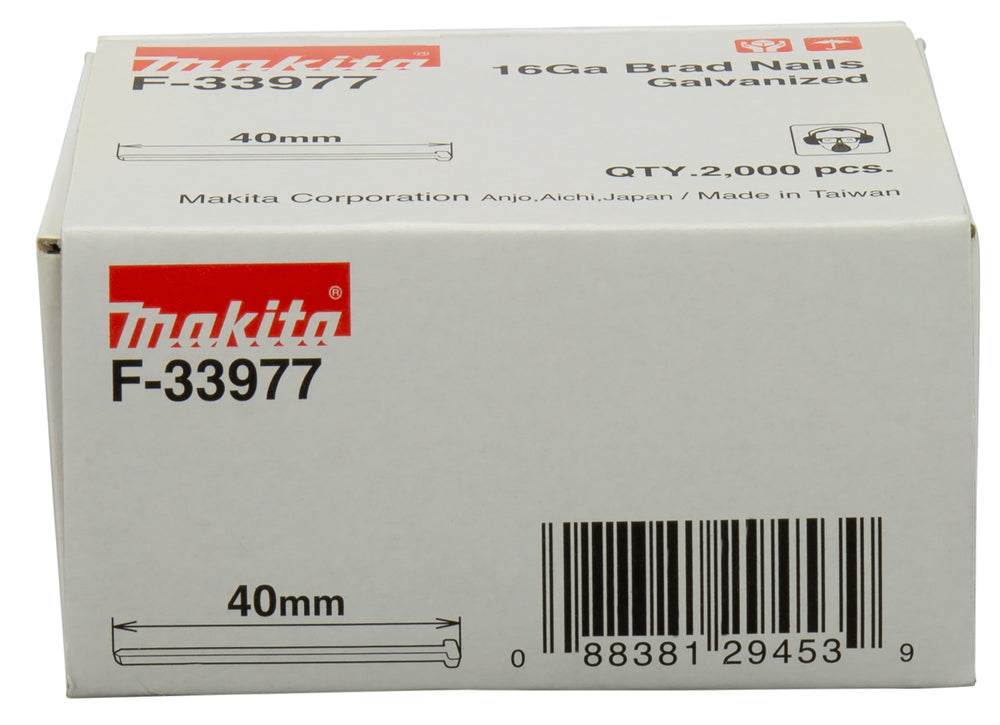 makita®
F-33977
16Ga Brad Nails
Galvanized
40mm
QTY.2,000 pcs.
Makita Corporation Anjo,Aichi,Japan / Made in Taiwan
makita®
F-33977
40mm
0 88381 29453 9